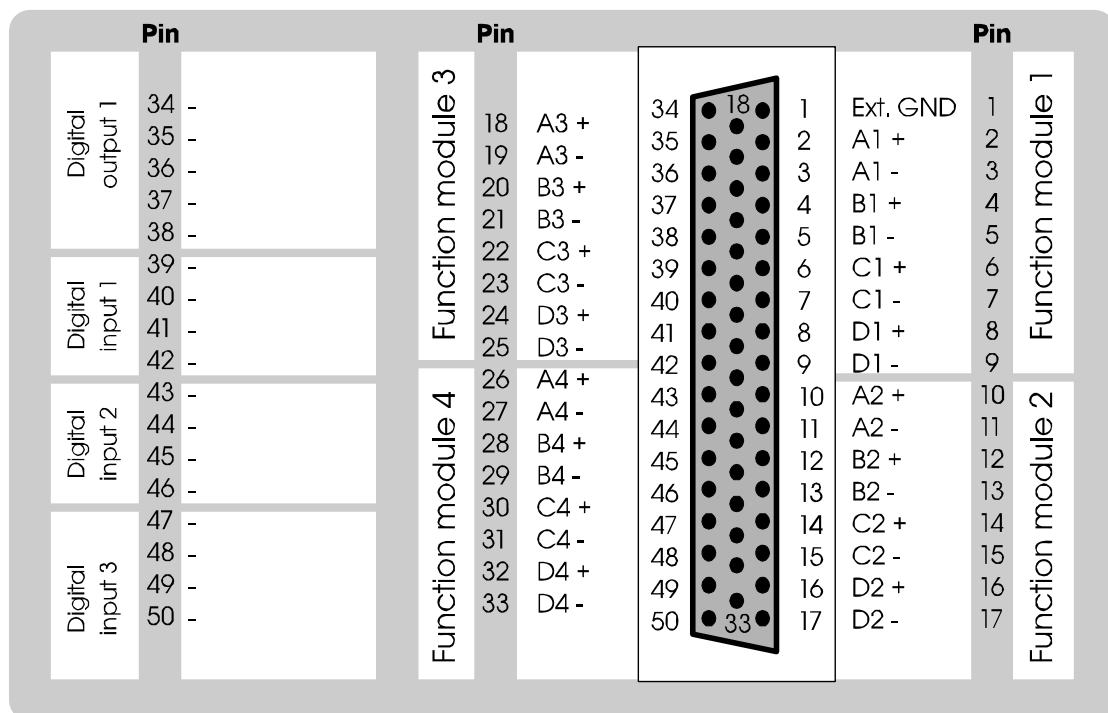 Pin
Digital output 1
34 -
35 -
36 -
37 -
38 -
Digital input 1
39 -
40 -
41 -
42 -
Digital input 2
43 -
44 -
45 -
46 -
Digital input 3
47 -
48 -
49 -
50 -
Pin
Function module 3
18 A3 +
19 A3 -
20 B3 +
21 B3 -
22 C3 +
23 C3 -
24 D3 +
25 D3 -
Function module 4
26 A4 +
27 A4 -
28 B4 +
29 B4 -
30 C4 +
31 C4 -
32 D4 +
33 D4 -
34
35
36
37
38
39
40
41
42
43
44
45
46
47
48
49
50
18
33
Pin
Function module 1
1 Ext. GND 1
2 A1 + 2
3 A1 - 3
4 B1 + 4
5 B1 - 5
6 C1 + 6
7 C1 - 7
8 D1 + 8
9 D1 - 9
Function module 2
10 A2 + 10
11 A2 - 11
12 B2 + 12
13 B2 - 13
14 C2 + 14
15 C2 - 15
16 D2 + 16
17 D2 - 17